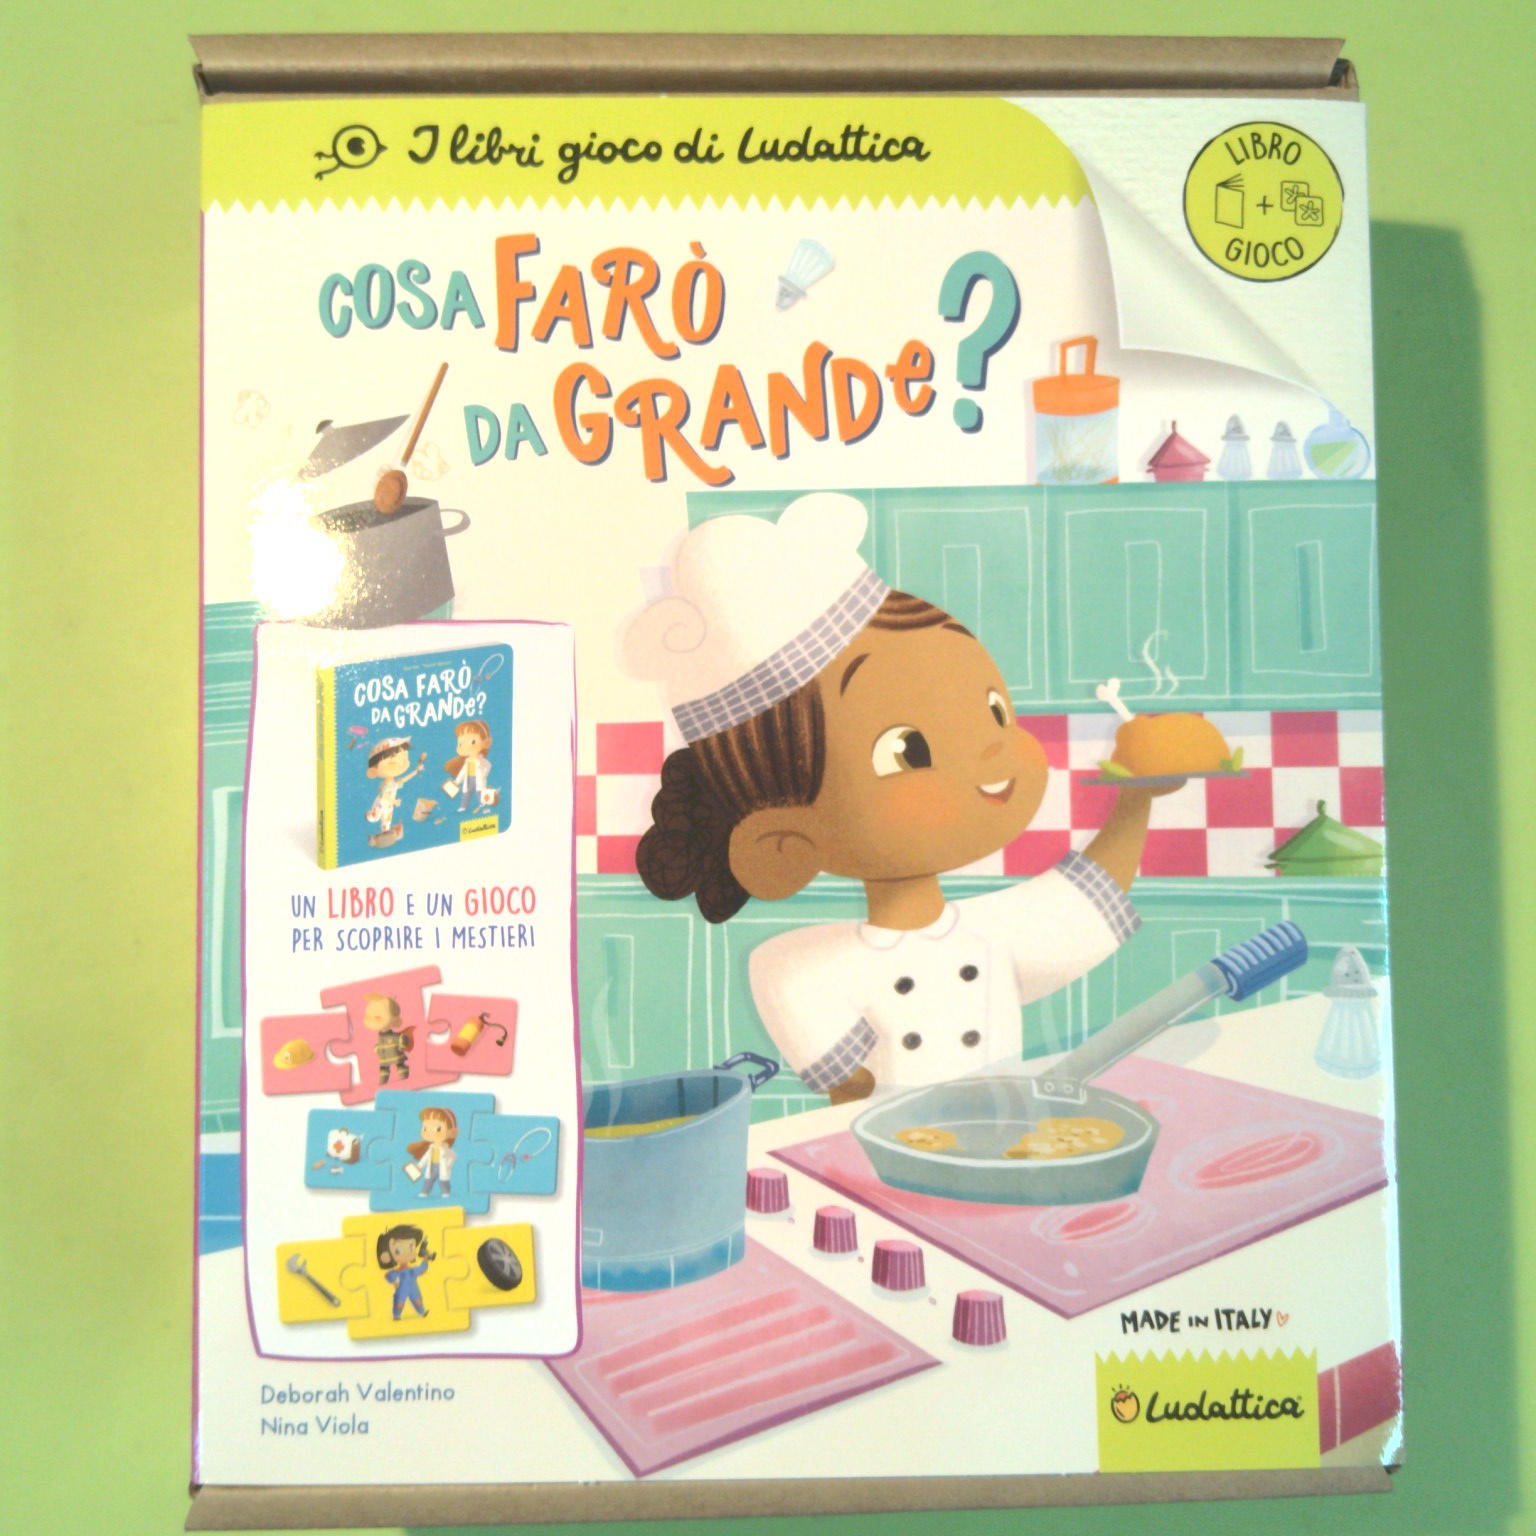 I libri gioco di Ludattica
LIBRO
+
GIOCO
COSA FARÒ
DA GRANDE?
COSA FARÒ
DA GRANDE?
Ludattica
UN LIBRO E UN GIOCO
PER SCOPRIRE I MESTIERI
Deborah Valentino
Nina Viola
MADE IN ITALY
Ludattica